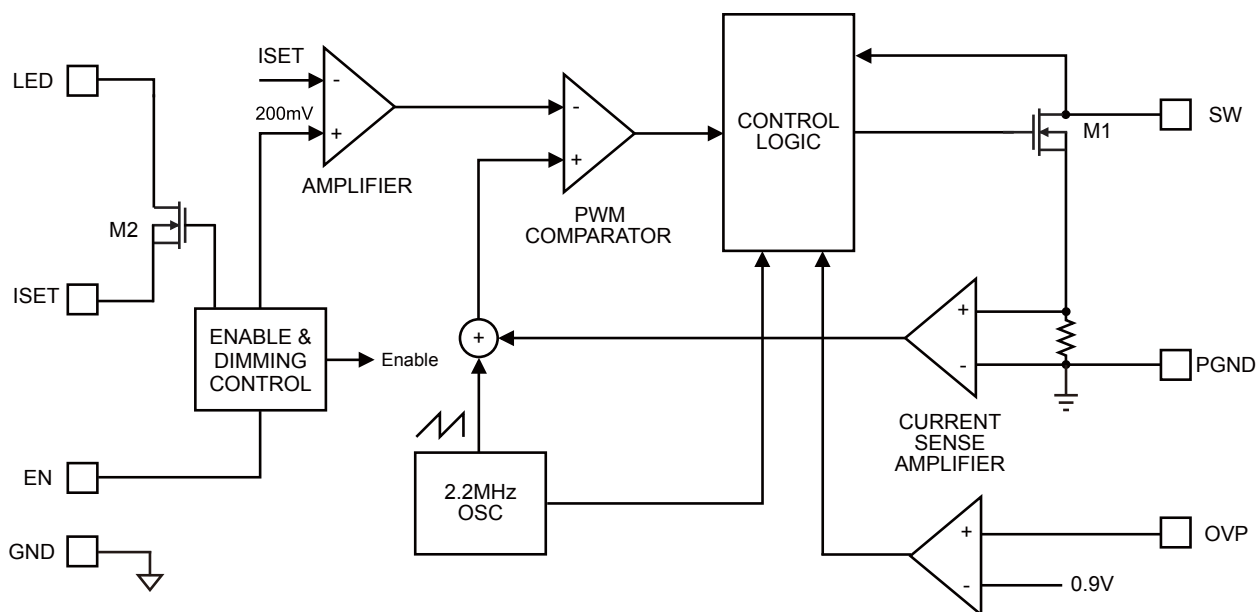 LED
ISET
200mV
-
+
AMPLIFIER
-
+
PWM
COMPARATOR
CONTROL
LOGIC
M1
SW
M2
ISET
ENABLE &
DIMMING
CONTROL
Enable
+
+
-
CURRENT
SENSE
AMPLIFIER
PGND
EN
2.2MHz
OSC
GND
+
-
OVP
0.9V